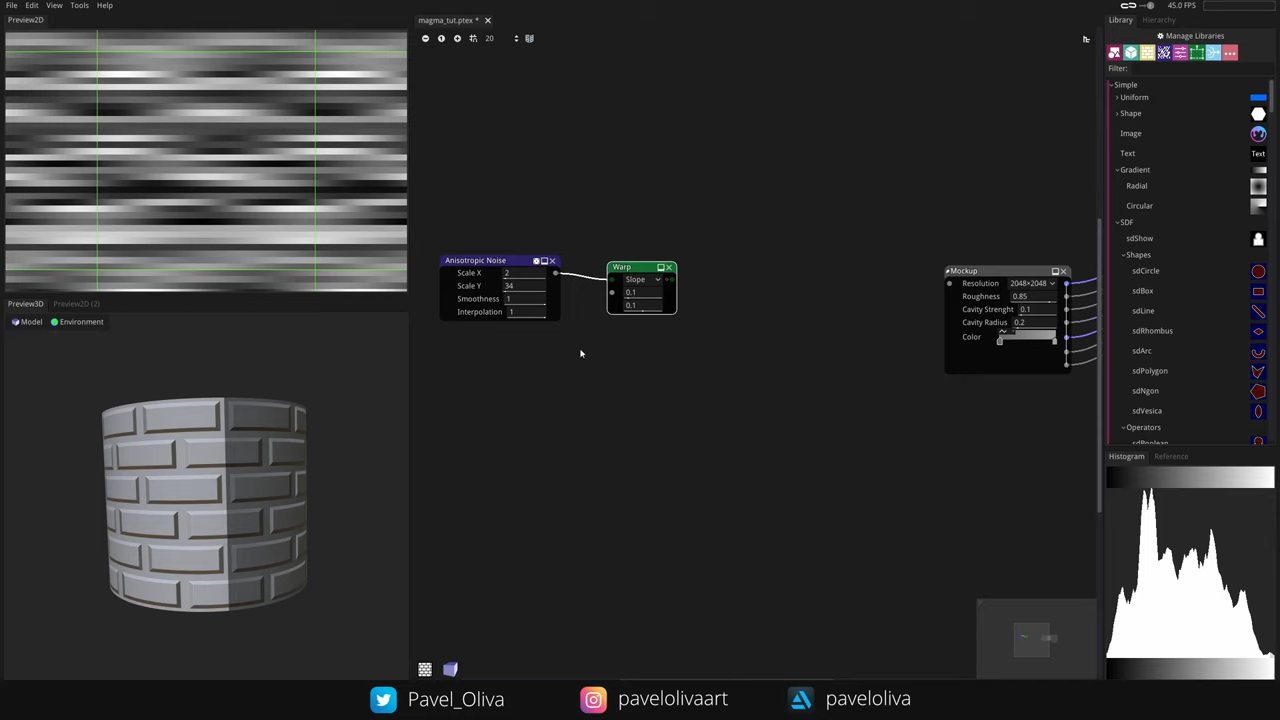 File Edit View Tools Help
45.0 FPS
Preview2D
magma_tut.ptex *
Library Hierarchy
Manage Libraries
20
Filter:
Simple
Uniform
Shape
Image
Text Text
Gradient
Radial
Circular
SDF
sdShow
Shapes
sdCircle
sdBox
sdLine
sdRhombus
sdArc
sdPolygon
sdNgon
sdVesica
Operators
sdBoolean
Anisotropic Noise
Scale X 2
Scale Y 34
Smoothness 1
Interpolation 1
Warp
Slope
0.1
0.1
Mockup
Resolution 2048×2048
Roughness 0.85
Cavity Strenght 0.1
Cavity Radius 0.2
Color
Preview3D Preview2D (2)
Model Environment
Histogram Reference
Pavel_Oliva pavelolivaart paveloliva